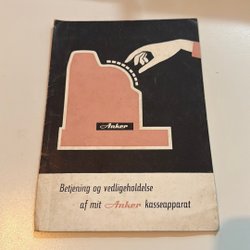 Anker
Betjening og vedligeholdelse
af mit Anker kasseapparat